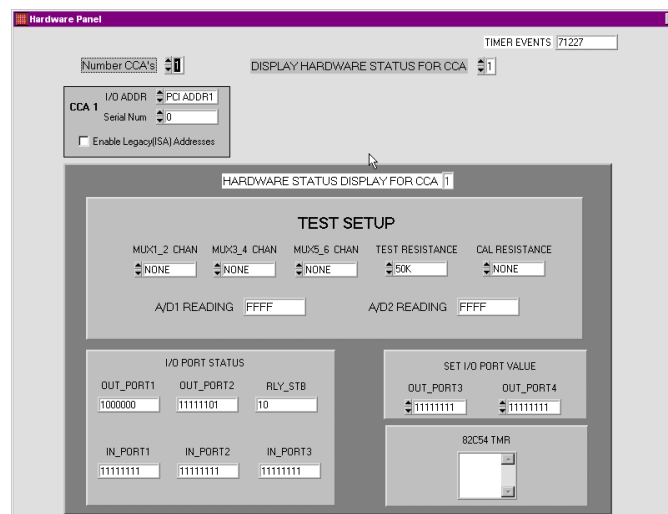 Hardware Panel
TIMER EVENTS 71227
Number CCA's 1 DISPLAY HARDWARE STATUS FOR CCA 1
CCA 1
I/O ADDR PCI ADDR1
Serial Num 0
Enable Legacy(ISA) Addresses
HARDWARE STATUS DISPLAY FOR CCA 1
TEST SETUP
MUX1_2 CHAN MUX3_4 CHAN MUX5_6 CHAN TEST RESISTANCE CAL RESISTANCE
NONE NONE NONE 50K NONE
A/D1 READING FFFF A/D2 READING FFFF
I/O PORT STATUS
OUT_PORT1 OUT_PORT2 RLY_STB
1000000 11111101 10
IN_PORT1 IN_PORT2 IN_PORT3
11111111 11111111 11111111
SET I/O PORT VALUE
OUT_PORT3 OUT_PORT4
11111111 11111111
82C54 TMR